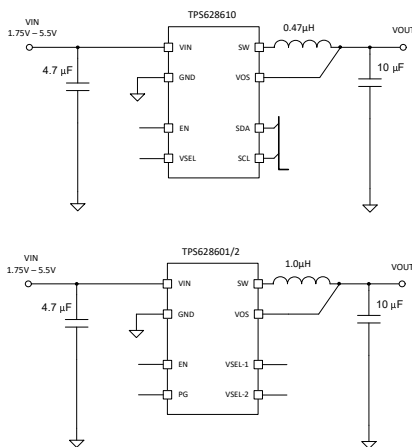 TPS628610
VIN
1.75V – 5.5V
VIN
SW
0.47µH
VOUT
4.7 µF
GND
VOS
10 µF
EN
SDA
VSEL
SCL
TPS628601/2
VIN
1.75V – 5.5V
VIN
SW
1.0µH
VOUT
4.7 µF
GND
VOS
10 µF
EN
VSEL-1
PG
VSEL-2